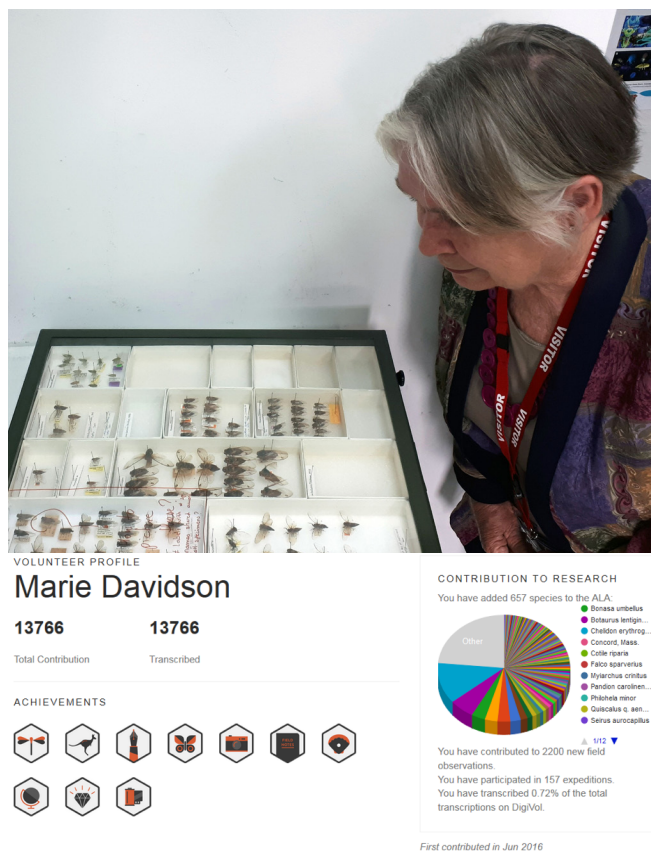 VISITOR
VISITOR
VISITOR
VISITOR
VISITOR
VOLUNTEER PROFILE
Marie Davidson
13766
13766
Total Contribution
Transcribed
ACHIEVEMENTS
CONTRIBUTION TO RESEARCH
You have added 657 species to the ALA:
Other
Bonasa umbellus
Botaurus lentigin...
Chelidon erythrog...
Concord, Mass.
Cotile riparia
Falco sparverius
Myiarchus crinitus
Pandion carolinen...
Philohela minor
Quiscalus q. aen...
Seirus aurocapillus
1/12
You have contributed to 2200 new field
observations.
You have participated in 157 expeditions.
You have transcribed 0.72% of the total
transcriptions on DigiVol.
First contributed in Jun 2016